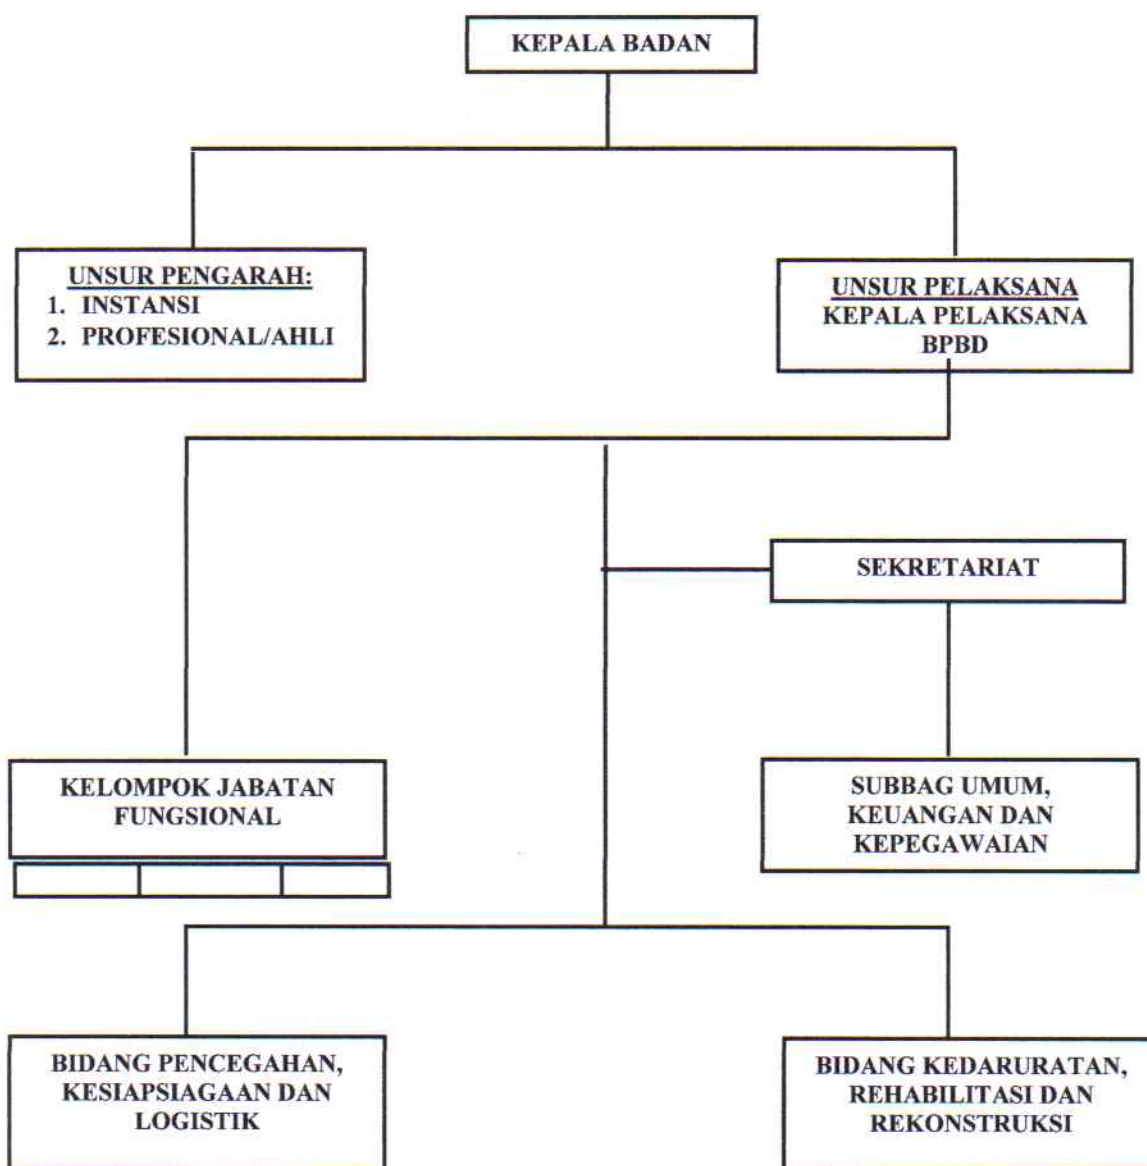 KEPALA BADAN
UNSUR PENGARAH:
1. INSTANSI
2. PROFESIONAL/AHLI
UNSUR PELAKSANA
KEPALA PELAKSANA
BPBD
SEKRETARIAT
KELOMPOK JABATAN
FUNGSIONAL
SUBBAG UMUM,
KEUANGAN DAN
KEPEGAWAIAN
BIDANG PENCEGAHAN,
KESIAPSIAGAAN DAN
LOGISTIK
BIDANG KEDARURATAN,
REHABILITASI DAN
REKONSTRUKSI